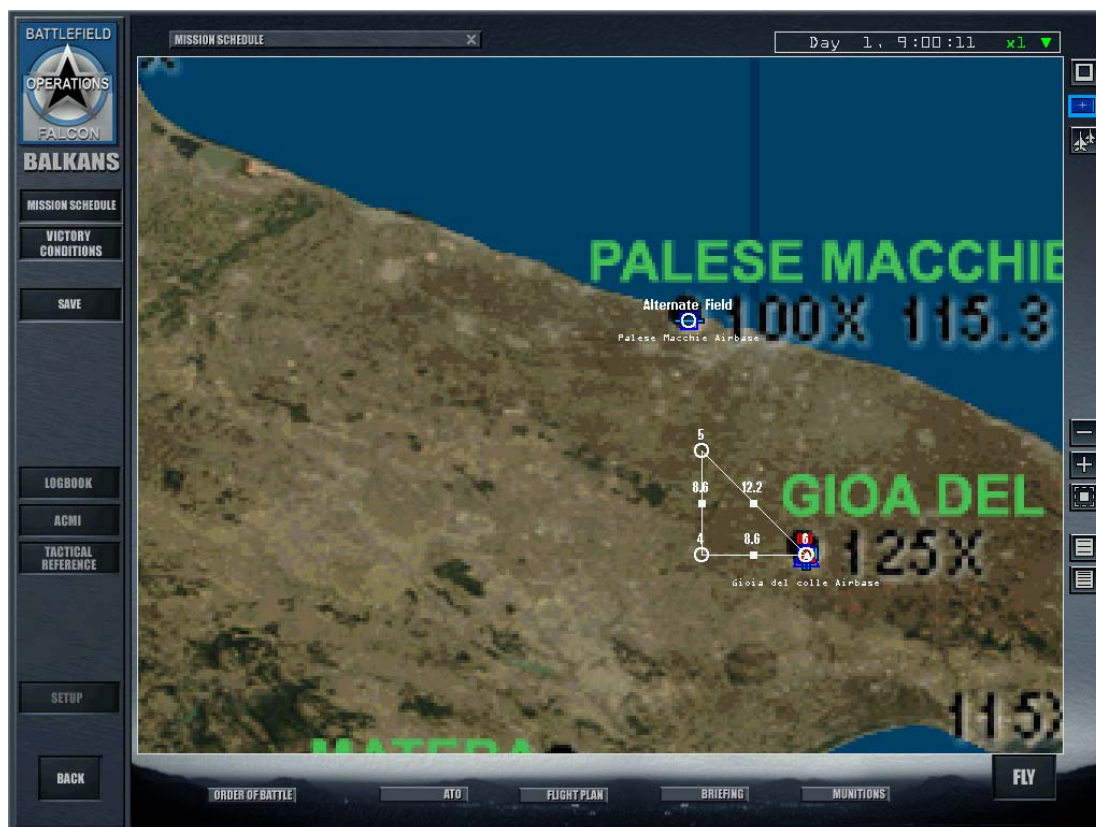 BATTLEFIELD
OPERATIONS
FALCON
BALKANS
MISSION SCHEDULE
X
Day 1, 9:00:11 x1
MISSION SCHEDULE
VICTORY
CONDITIONS
SAVE
LOGBOOK
ACMI
TACTICAL
REFERENCE
SETUP
BACK
PALESE MACCHIE
Alternate Field
100X 115.3
Palese Macchie Airbase
5
8.6
12.2
GIOA DEL
4
8.6
6
125X
Gioia del colle Airbase
115X
MATERA
ORDER OF BATTLE
ATO
FLIGHT PLAN
BRIEFING
MUNITIONS
FLY